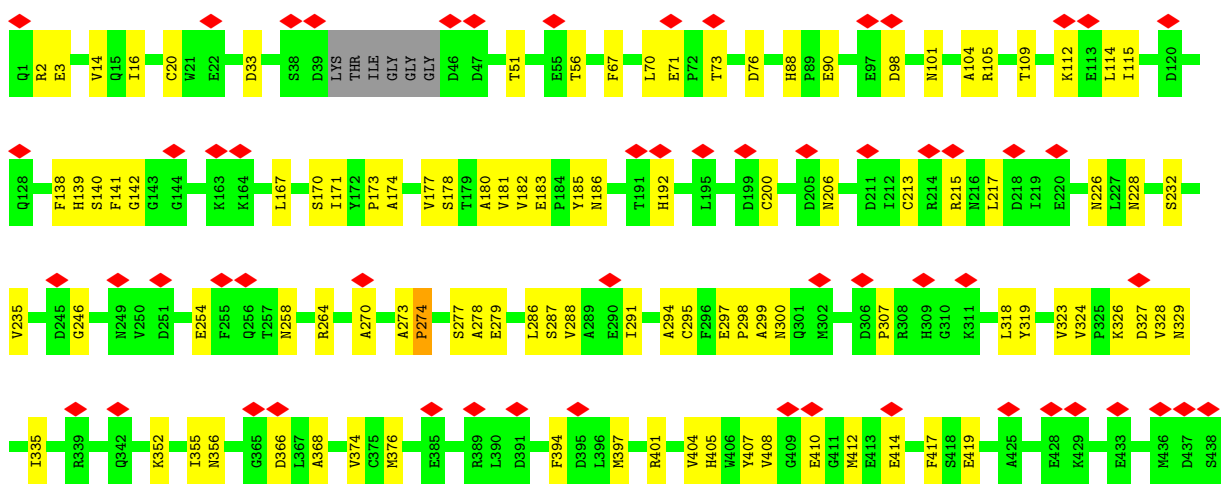 Q1 R2 E3 V14 Q15 I16 C20 W21 E22 D33 S38 D39 LYS THR ILE GLY GLY GLY D46 D47 T51 E55 T56 F67 L70 E71 P72 T73 D76 H88 P89 E90 E97 D98 N101 A104 R105 T109 K112 E113 L114 I115 D120
Q128 F138 H139 S140 F141 G142 G143 G144 K163 K164 L167 S170 I171 Y172 P173 A174 V177 S178 T179 A180 V181 V182 E183 P184 Y185 N186 T191 H192 L195 D199 C200 D205 N206 D211 I212 C213 R214 R215 N216 L217 D218 I219 E220 N226 L227 N228 S232
V235 D245 G246 N249 V250 D251 E254 F255 Q256 T257 N258 R264 A270 A273 P274 S277 A278 E279 L286 S287 V288 A289 E290 I291 A294 C295 F296 E297 P298 A299 N300 Q301 M302 D306 P307 R308 H309 G310 K311 L318 Y319 V323 V324 P325 K326 D327 V328 N329
I335 R339 Q342 K352 I355 N356 G365 D366 L367 A368 V374 C375 M376 E385 R389 L390 D391 F394 D395 L396 M397 R401 V404 H405 W406 Y407 V408 G409 E410 G411 M412 E413 E414 F417 S418 E419 A425 E428 K429 E433 M436 D437 S438